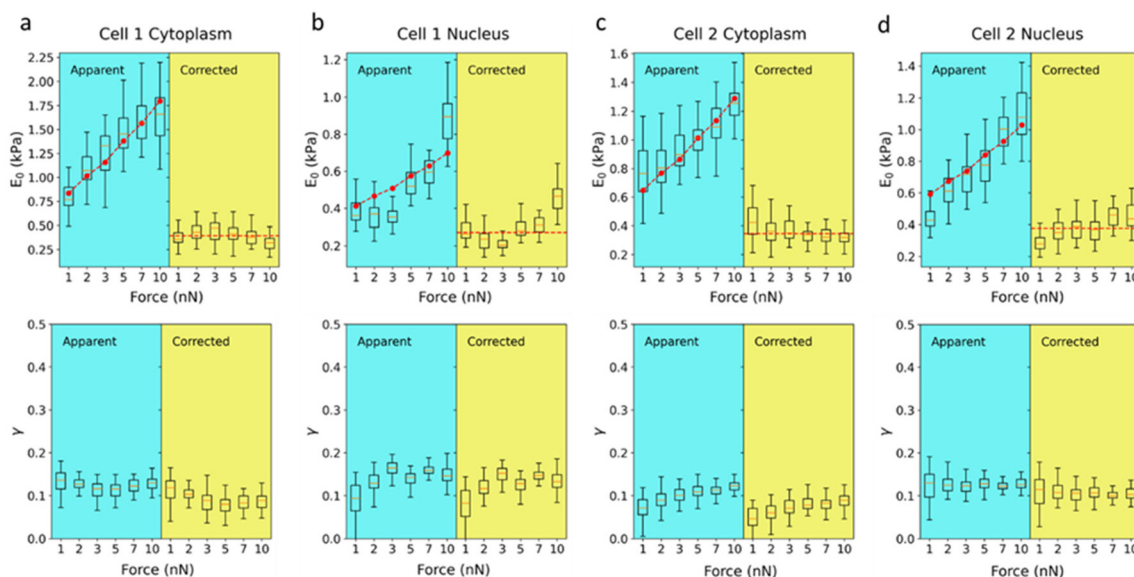 a b c d
Cell 1 Cytoplasm Cell 1 Nucleus Cell 2 Cytoplasm Cell 2 Nucleus
Apparent Corrected Apparent Corrected Apparent Corrected Apparent Corrected
E₀ (kPa)
2.25
2.00
1.75
1.50
1.25
1.00
0.75
0.50
0.25
1 2 3 5 7 10 1 2 3 5 7 10
Force (nN)
E₀ (kPa)
1.2
1.0
0.8
0.6
0.4
0.2
1 2 3 5 7 10 1 2 3 5 7 10
Force (nN)
E₀ (kPa)
1.6
1.4
1.2
1.0
0.8
0.6
0.4
0.2
1 2 3 5 7 10 1 2 3 5 7 10
Force (nN)
E₀ (kPa)
1.4
1.2
1.0
0.8
0.6
0.4
0.2
1 2 3 5 7 10 1 2 3 5 7 10
Force (nN)
Apparent Corrected Apparent Corrected Apparent Corrected Apparent Corrected
γ
0.5
0.4
0.3
0.2
0.1
0.0
1 2 3 5 7 10 1 2 3 5 7 10
Force (nN)
γ
0.5
0.4
0.3
0.2
0.1
0.0
1 2 3 5 7 10 1 2 3 5 7 10
Force (nN)
γ
0.5
0.4
0.3
0.2
0.1
0.0
1 2 3 5 7 10 1 2 3 5 7 10
Force (nN)
γ
0.5
0.4
0.3
0.2
0.1
0.0
1 2 3 5 7 10 1 2 3 5 7 10
Force (nN)